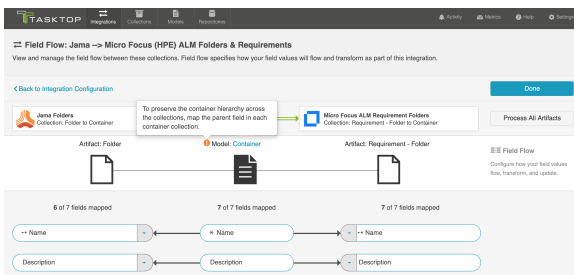 TASKTOP
Integrations
Collections
Models
Repositories
Activity
Metrics
Help
Settings
Field Flow: Jama --> Micro Focus (HPE) ALM Folders & Requirements
View and manage the field flow between these collections. Field flow specifies how your field values will flow and transform as part of this integration.
Back to Integration Configuration
Done
Jama Folders
Collection: Folder to Container
To preserve the container hierarchy across
the collections, map the parent field in each
container collection.
Micro Focus ALM Requirement Folders
Collection: Requirement - Folder to Container
Process All Artifacts
Artifact: Folder
Model: Container
Artifact: Requirement - Folder
Field Flow
Configure how your field values
flow, transform, and update.
6 of 7 fields mapped
7 of 7 fields mapped
7 of 7 fields mapped
Name
* Name
Name
Description
Description
Description